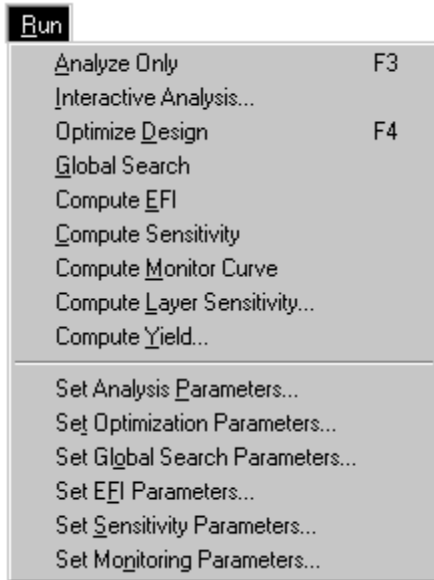 Run
Analyze Only F3
Interactive Analysis...
Optimize Design F4
Global Search
Compute EFI
Compute Sensitivity
Compute Monitor Curve
Compute Layer Sensitivity...
Compute Yield...
Set Analysis Parameters...
Set Optimization Parameters...
Set Global Search Parameters...
Set EFI Parameters...
Set Sensitivity Parameters...
Set Monitoring Parameters...